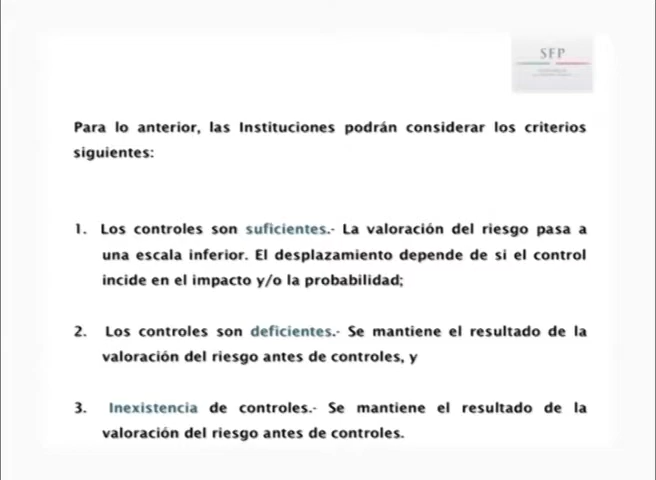 SFP
Para lo anterior, las Instituciones podrán considerar los criterios
siguientes:
1. Los controles son suficientes.- La valoración del riesgo pasa a
una escala inferior. El desplazamiento depende de si el control
incide en el impacto y/o la probabilidad;
2. Los controles son deficientes.- Se mantiene el resultado de la
valoración del riesgo antes de controles, y
3. Inexistencia de controles.- Se mantiene el resultado de la
valoración del riesgo antes de controles.